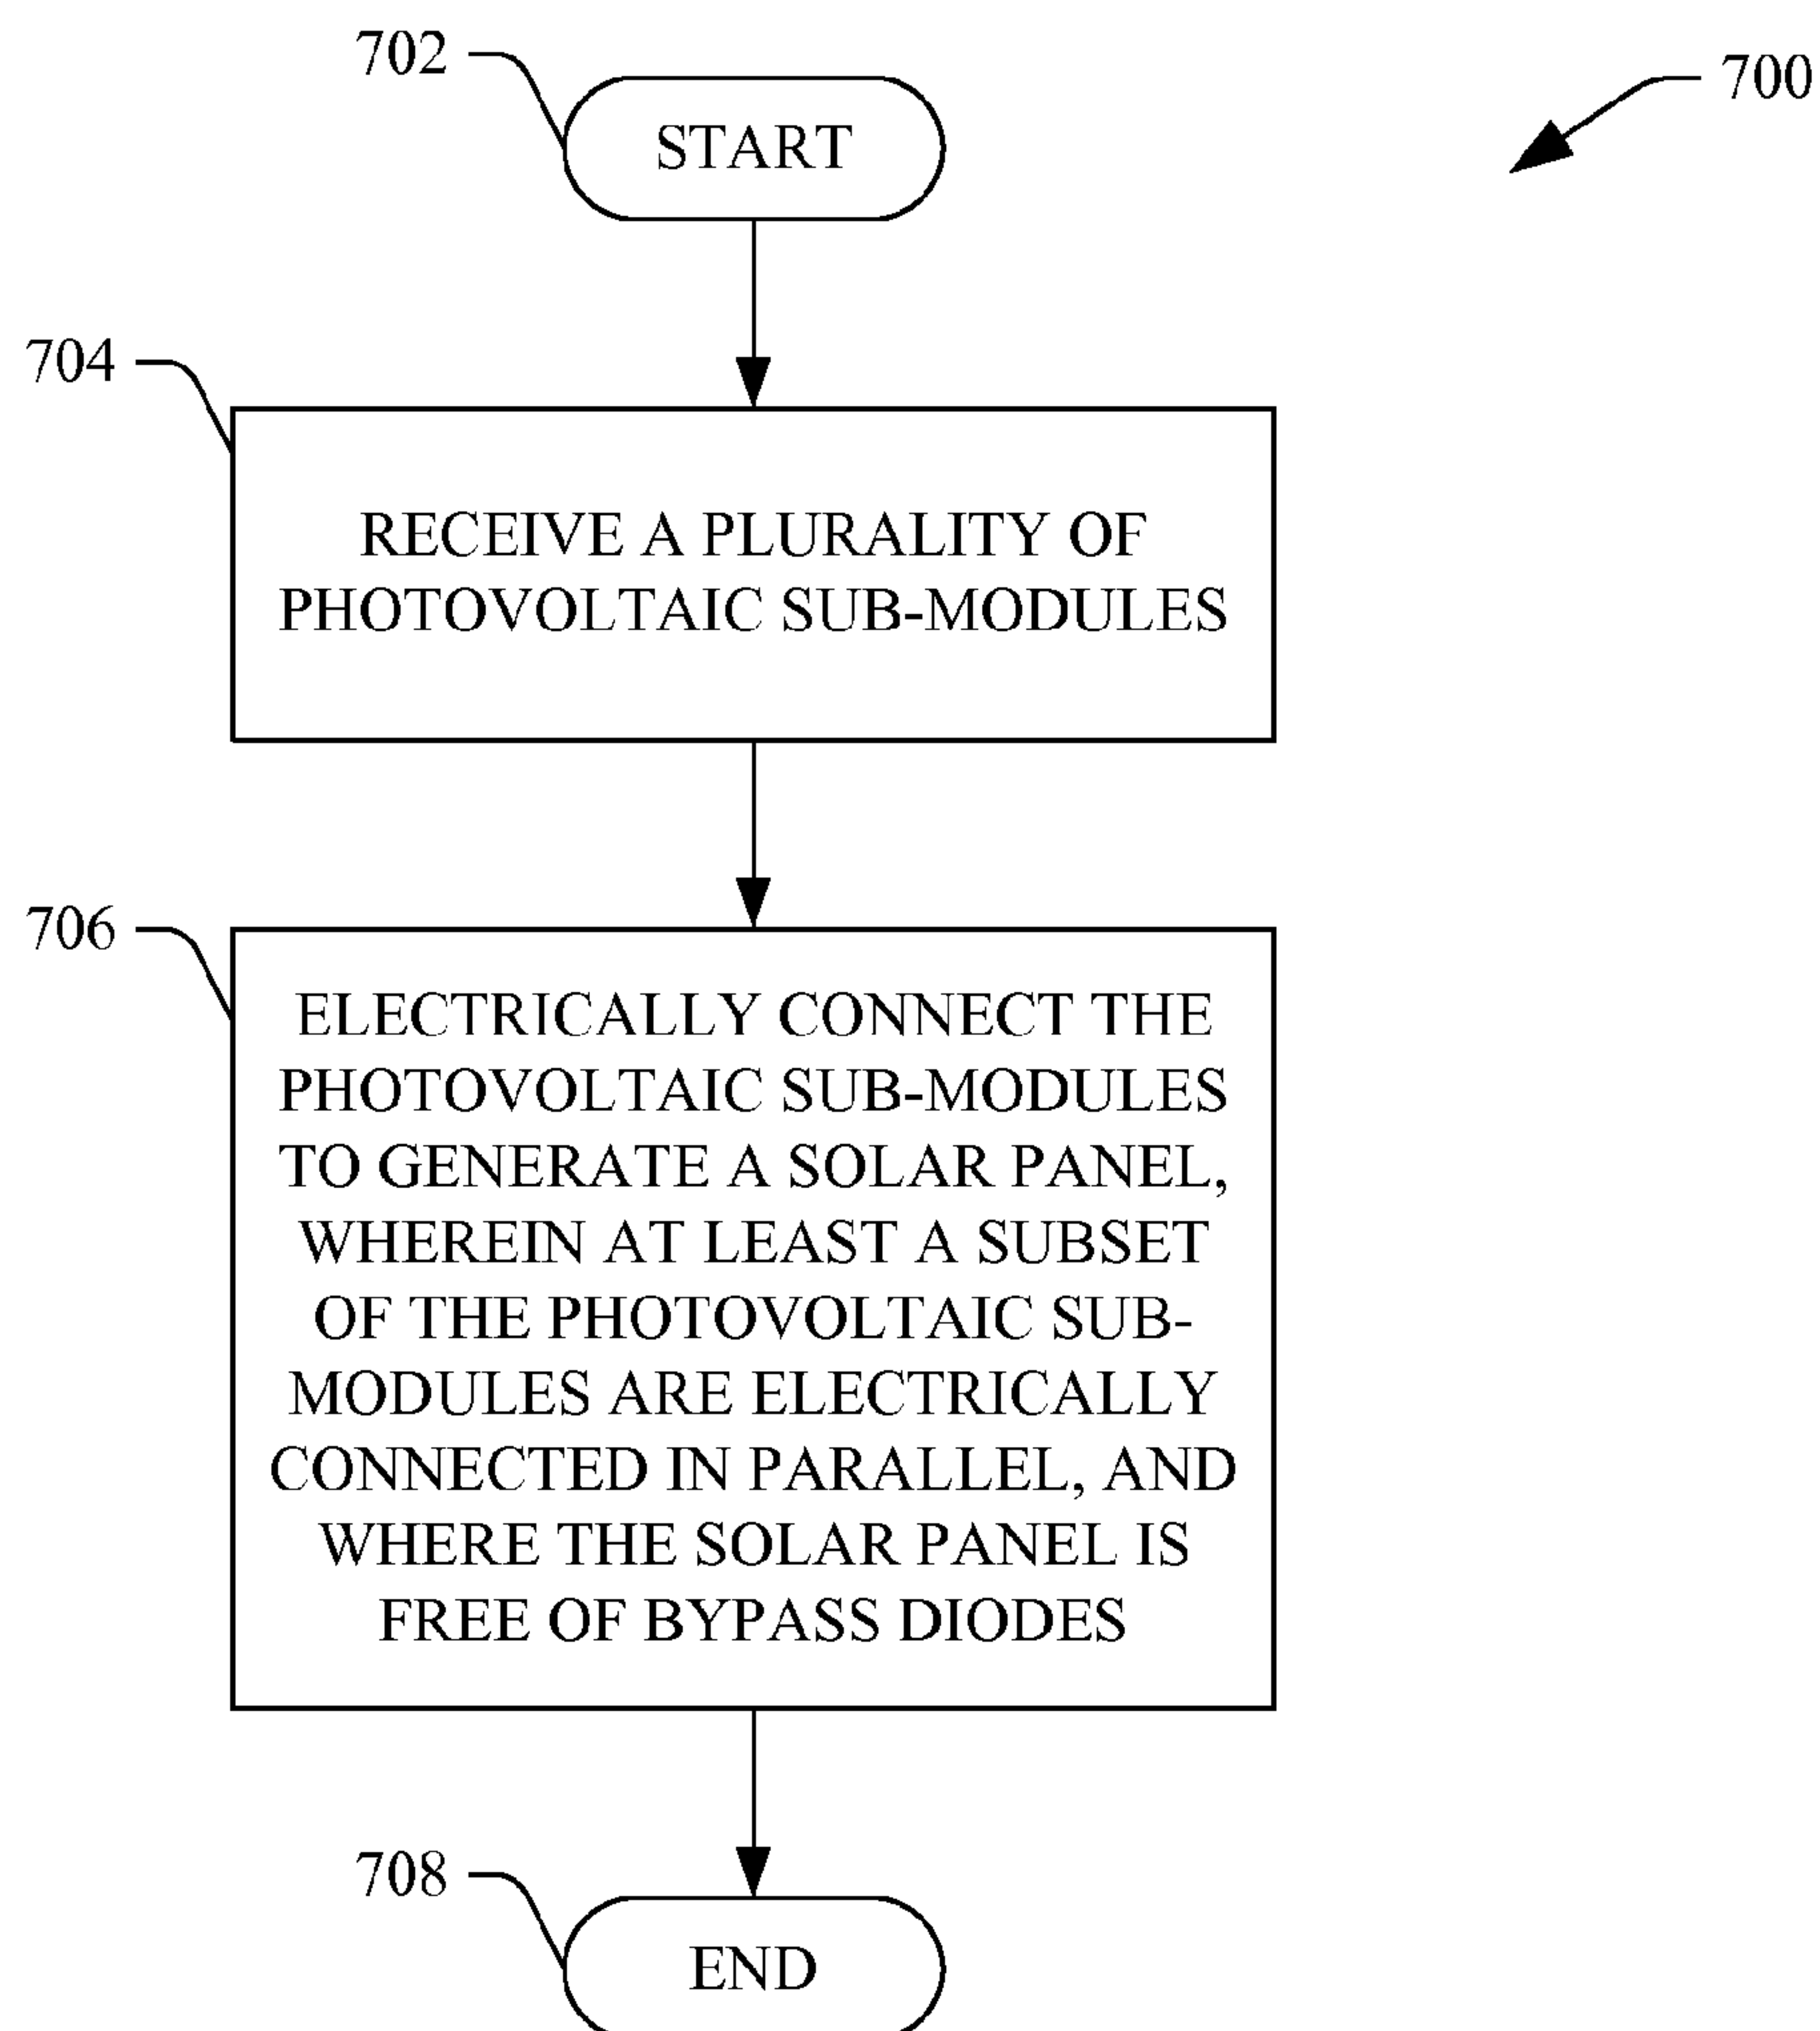 702
700
START
704
RECEIVE A PLURALITY OF
PHOTOVOLTAIC SUB-MODULES
706
ELECTRICALLY CONNECT THE
PHOTOVOLTAIC SUB-MODULES
TO GENERATE A SOLAR PANEL,
WHEREIN AT LEAST A SUBSET
OF THE PHOTOVOLTAIC SUB-
MODULES ARE ELECTRICALLY
CONNECTED IN PARALLEL, AND
WHERE THE SOLAR PANEL IS
FREE OF BYPASS DIODES
708
END